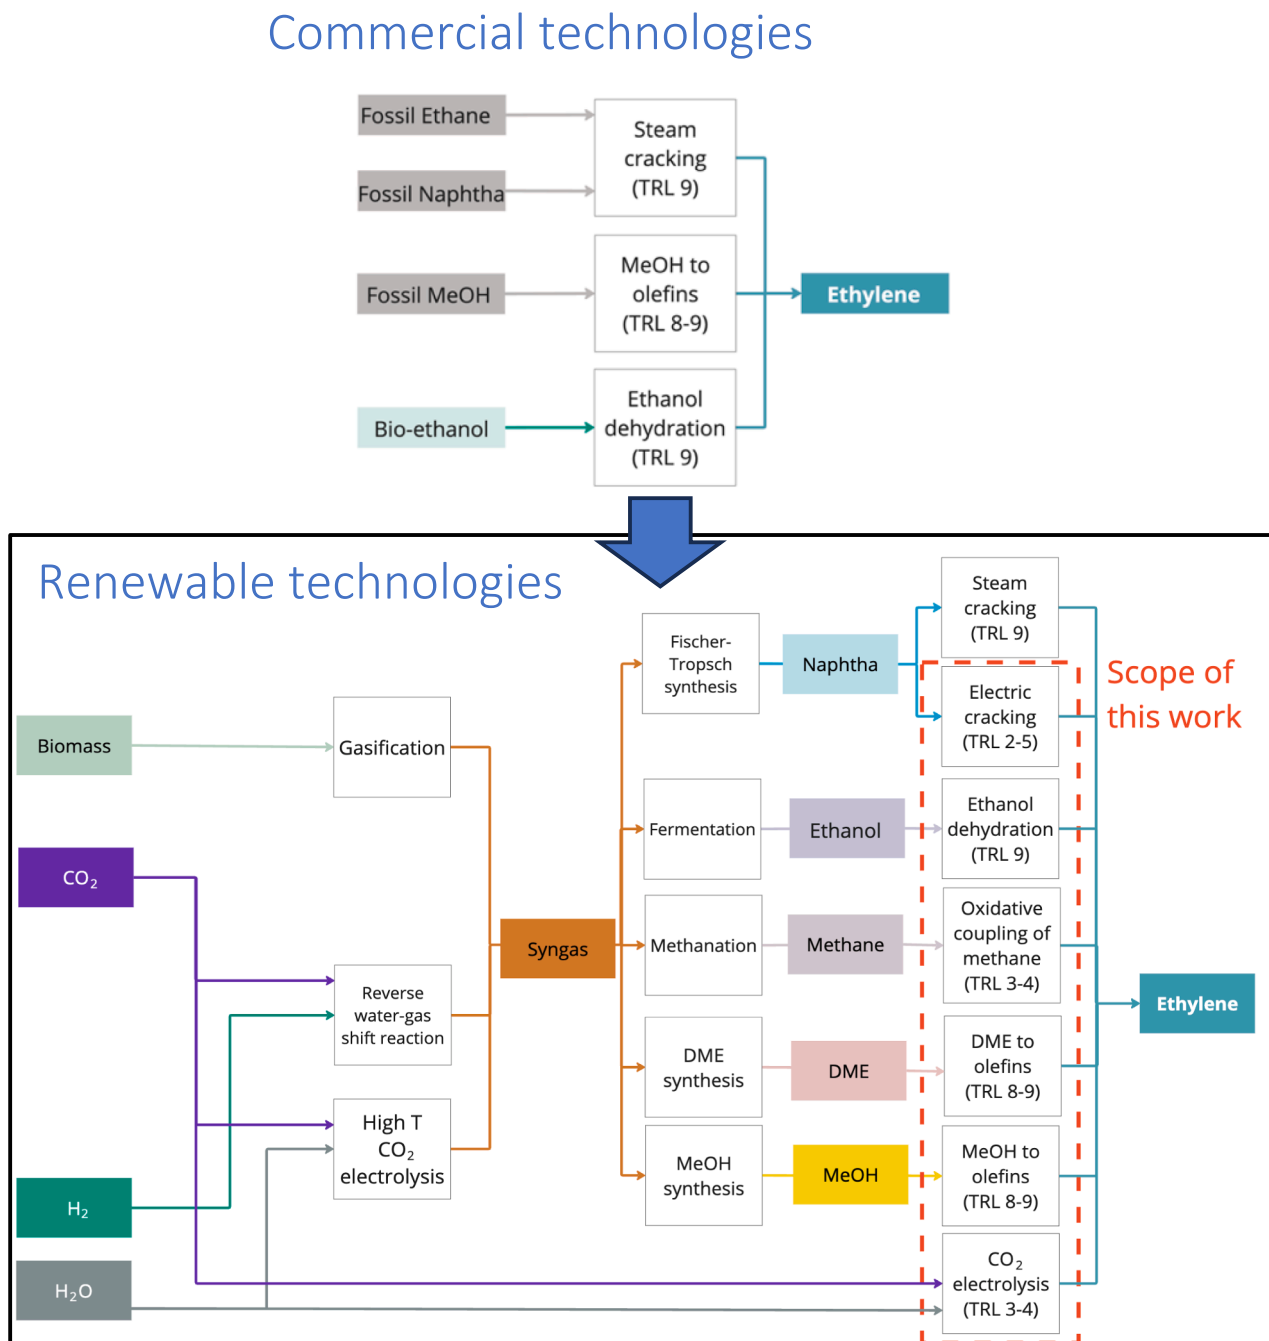 Commercial technologies
Fossil Ethane
Fossil Naphtha
Steam
cracking
(TRL 9)
Fossil MeOH
MeOH to
olefins
(TRL 8-9)
Ethylene
Bio-ethanol
Ethanol
dehydration
(TRL 9)
Renewable technologies
Biomass
CO₂
H₂
H₂O
Gasification
Reverse
water-gas
shift reaction
High T
CO₂
electrolysis
Syngas
Fischer-
Tropsch
synthesis
Naphtha
Steam
cracking
(TRL 9)
Electric
cracking
(TRL 2-5)
Scope of
this work
Fermentation
Ethanol
Ethanol
dehydration
(TRL 9)
Methanation
Methane
Oxidative
coupling of
methane
(TRL 3-4)
DME
synthesis
DME
DME to
olefins
(TRL 8-9)
MeOH
synthesis
MeOH
MeOH to
olefins
(TRL 8-9)
CO₂
electrolysis
(TRL 3-4)
Ethylene